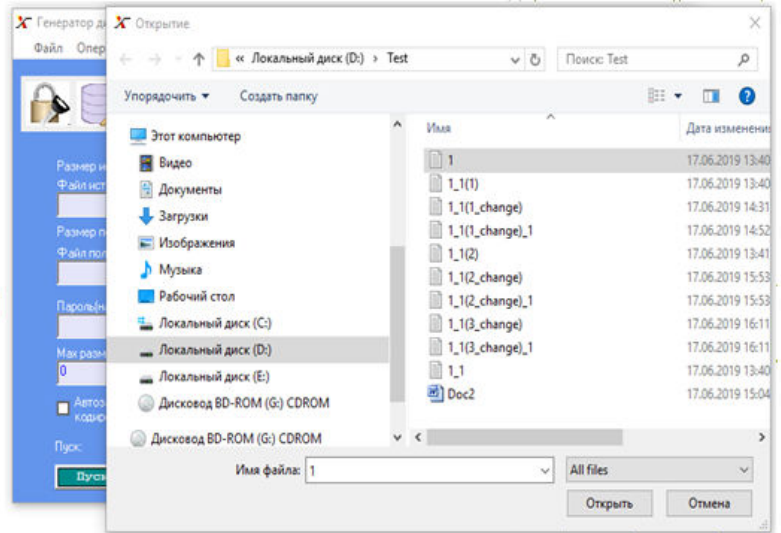 Генератор
Файл
Размер
Файл
Размер
Файл
Мах
0
Пуск:
Открытие
« Локальный диск (D:) › Test
Поиск: Test
Упорядочить
Создать папку
Этот компьютер
Видео
Документы
Загрузки
Изображения
Музыка
Рабочий стол
Локальный диск (C:)
Локальный диск (D:)
Локальный диск (E:)
Дисковод BD-ROM (G:) CDROM
Дисковод BD-ROM (G:) CDROM
Имя Дата изменения
1 17.06.2019 13:40
1_1(1) 17.06.2019 13:40
1_1(1_change) 17.06.2019 14:31
1_1(1_change)_1 17.06.2019 14:52
1_1(2) 17.06.2019 13:41
1_1(2_change) 17.06.2019 15:53
1_1(2_change)_1 17.06.2019 15:53
1_1(3_change) 17.06.2019 16:11
1_1(3_change)_1 17.06.2019 16:11
1_1 17.06.2019 13:40
Doc2 17.06.2019 15:04
Имя файла: 1
All files
Открыть
Отмена